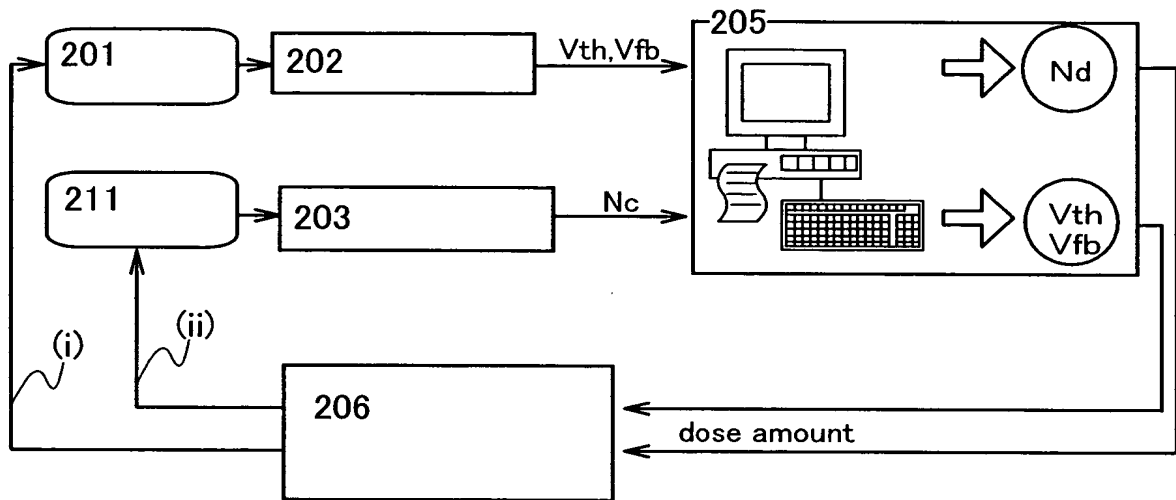 201
202
Vth,Vfb
205
Nd
211
203
Nc
Vth
Vfb
(i)
(ii)
206
dose amount